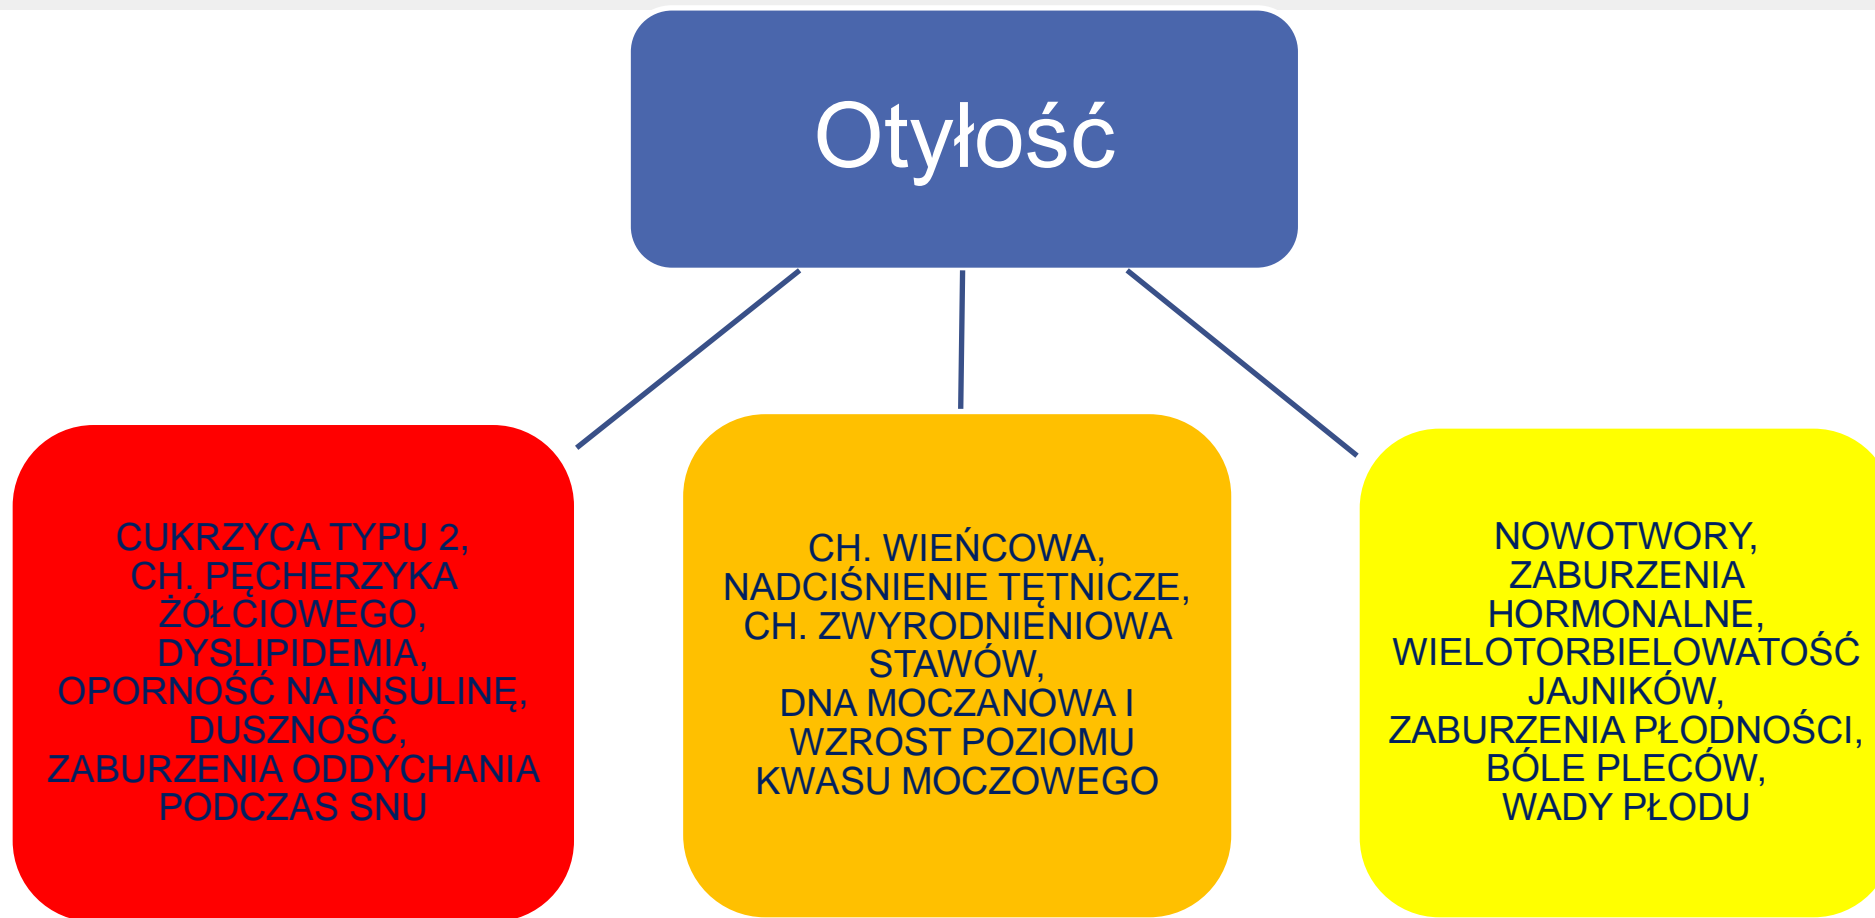 Otyłość
CUKRZYCA TYPU 2,
CH. PĘCHERZYKA
ŻÓŁCIOWEGO,
DYSLIPIDEMIA,
OPORNOŚĆ NA INSULINĘ,
DUSZNOŚĆ,
ZABURZENIA ODDYCHANIA
PODCZAS SNU
CH. WIEŃCOWA,
NADCIŚNIENIE TĘTNICZE,
CH. ZWYRODNIENIOWA
STAWÓW,
DNA MOCZANOWA I
WZROST POZIOMU
KWASU MOCZOWEGO
NOWOTWORY,
ZABURZENIA
HORMONALNE,
WIELOTORBIELOWATOŚĆ
JAJNIKÓW,
ZABURZENIA PŁODNOŚCI,
BÓLE PLECÓW,
WADY PŁODU